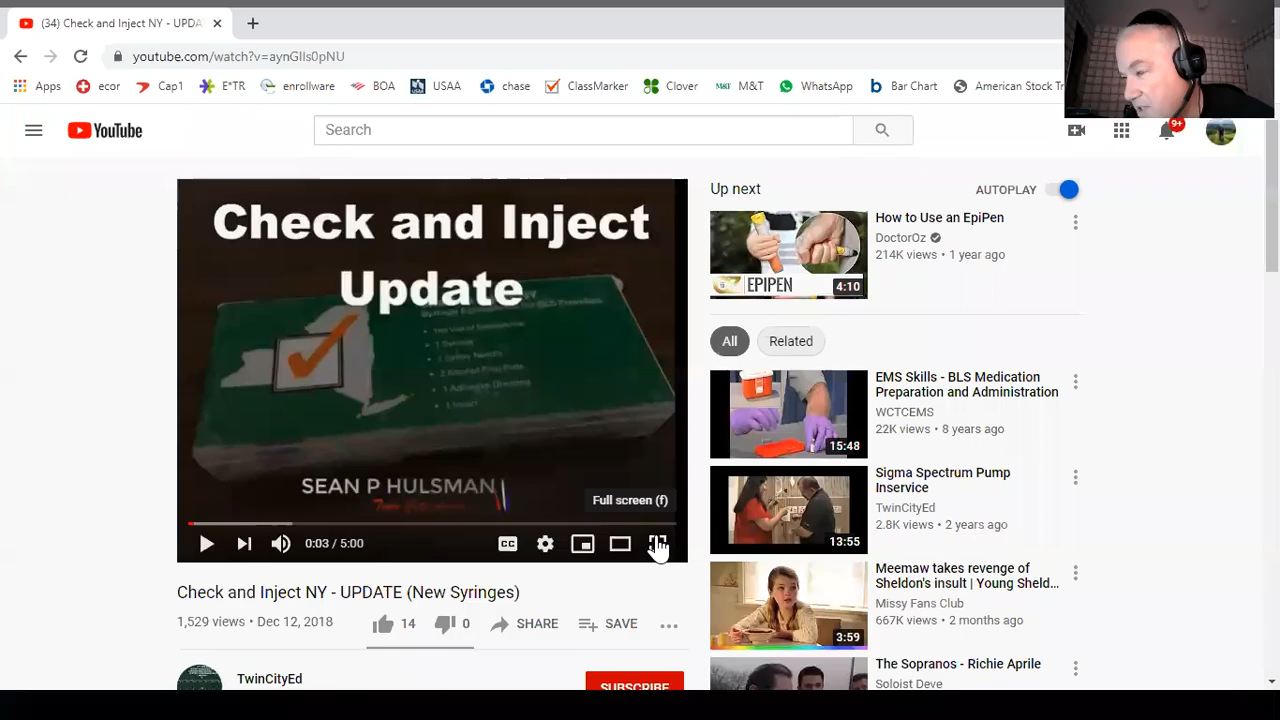 (34) Check and Inject NY - UPDA
youtube.com/watch?v=aynGIls0pNU
Apps
ecor
Cap1
E*TR
enrollware
BOA
USAA
chase
ClassMarker
Clover
M&T
M&T
WhatsApp
Bar Chart
American Stock Tr
YouTube
Search
9+
Check and Inject
Update
SEAN P HULSMAN
Full screen (f)
0:03 / 5:00
CC
Check and Inject NY - UPDATE (New Syringes)
1,529 views • Dec 12, 2018
14
0
SHARE
SAVE
TwinCityEd
SUBSCRIBE
Up next
AUTOPLAY
EPIPEN
4:10
How to Use an EpiPen
DoctorOz
214K views • 1 year ago
All
Related
15:48
EMS Skills - BLS Medication
Preparation and Administration
WCTCEMS
22K views • 8 years ago
13:55
Sigma Spectrum Pump
Inservice
TwinCityEd
2.8K views • 2 years ago
3:59
Meemaw takes revenge of
Sheldon's insult | Young Sheld...
Missy Fans Club
667K views • 2 months ago
The Sopranos - Richie Aprile
Soloist Deve